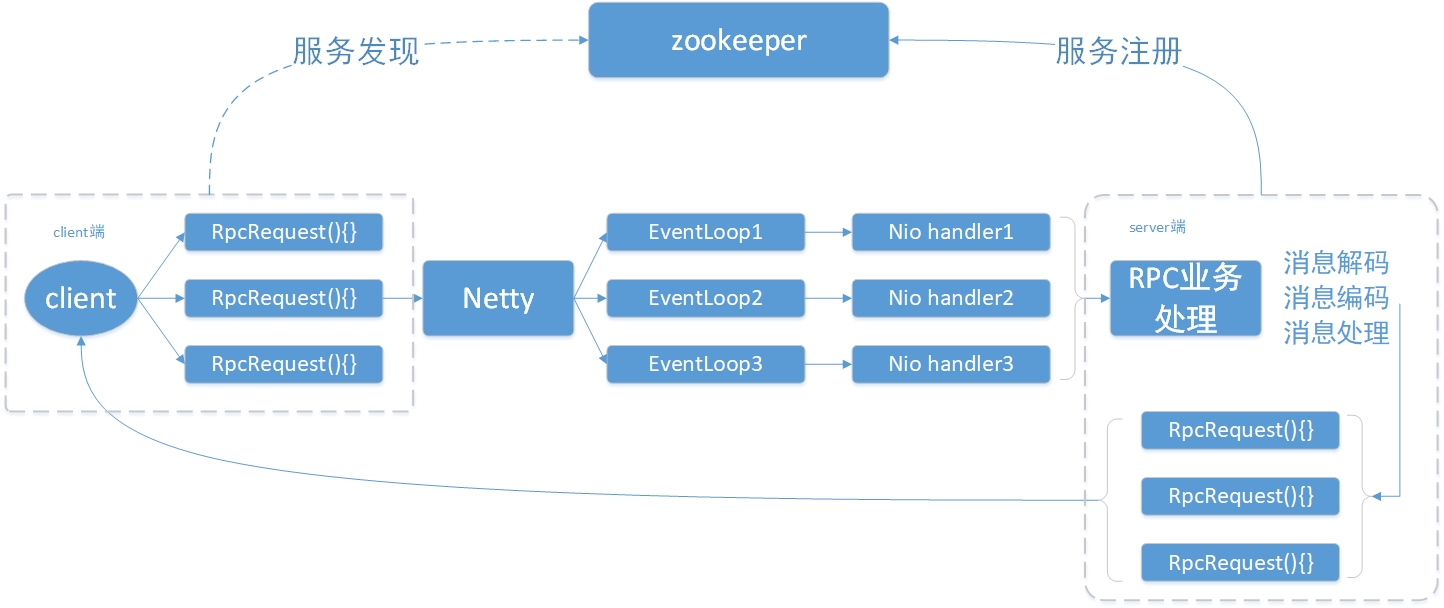 zookeeper
服务发现
服务注册
client端
client
RpcRequest(){}
RpcRequest(){}
RpcRequest(){}
Netty
EventLoop1
EventLoop2
EventLoop3
Nio handler1
Nio handler2
Nio handler3
server端
RPC业务
处理
消息解码
消息编码
消息处理
RpcRequest(){}
RpcRequest(){}
RpcRequest(){}